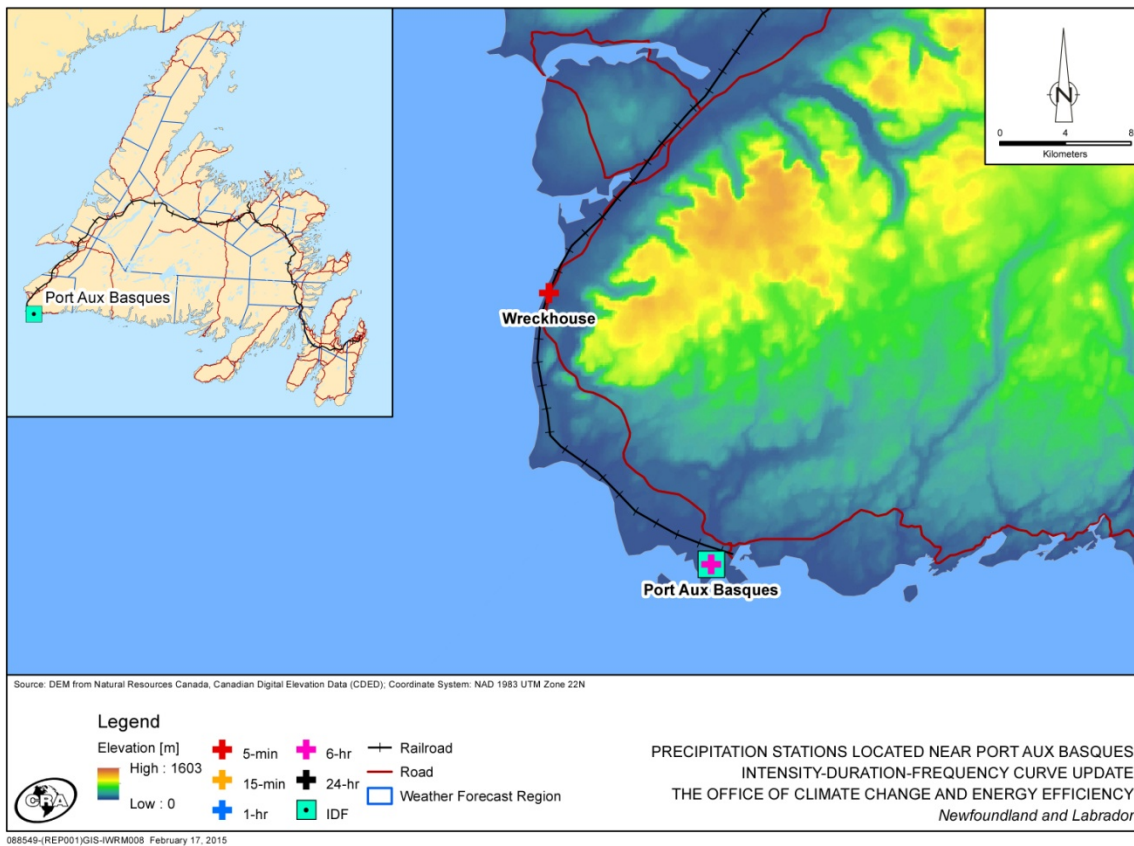 Port Aux Basques
N
0 4 8
Kilometers
Wreckhouse
Port Aux Basques
Source: DEM from Natural Resources Canada, Canadian Digital Elevation Data (CDED); Coordinate System: NAD 1983 UTM Zone 22N
Legend
Elevation [m]
High : 1603
Low : 0
5-min
15-min
1-hr
6-hr
24-hr
IDF
Railroad
Road
Weather Forecast Region
CRA
PRECIPITATION STATIONS LOCATED NEAR PORT AUX BASQUES
INTENSITY-DURATION-FREQUENCY CURVE UPDATE
THE OFFICE OF CLIMATE CHANGE AND ENERGY EFFICIENCY
Newfoundland and Labrador
088549-(REP001)GIS-IWRM008 February 17, 2015